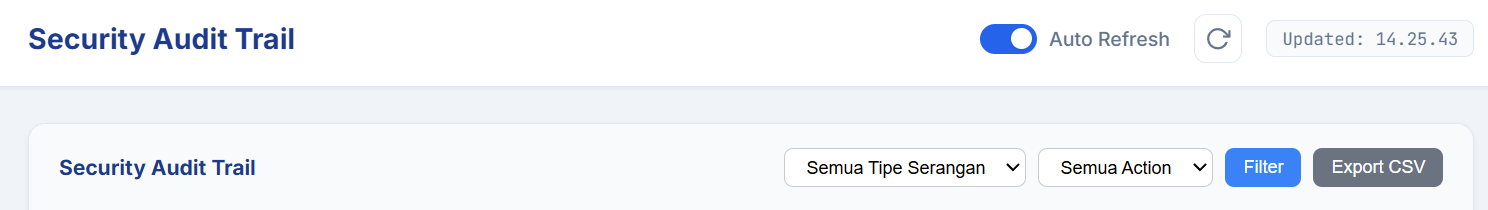 Security Audit Trail
Auto Refresh
Updated: 14.25.43
Security Audit Trail
Semua Tipe Serangan
Semua Action
Filter
Export CSV